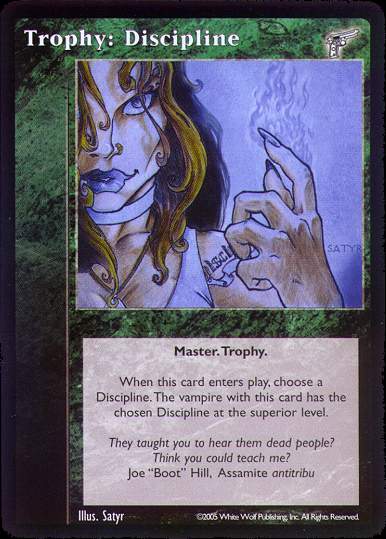 Trophy: Discipline
SATYR
Master. Trophy.
When this card enters play, choose a
Discipline. The vampire with this card has the
chosen Discipline at the superior level.
They taught you to hear them dead people?
Think you could teach me?
Joe "Boot" Hill, Assamite antitribu
Illus. Satyr
©2005 White Wolf Publishing, Inc. All Rights Reserved.